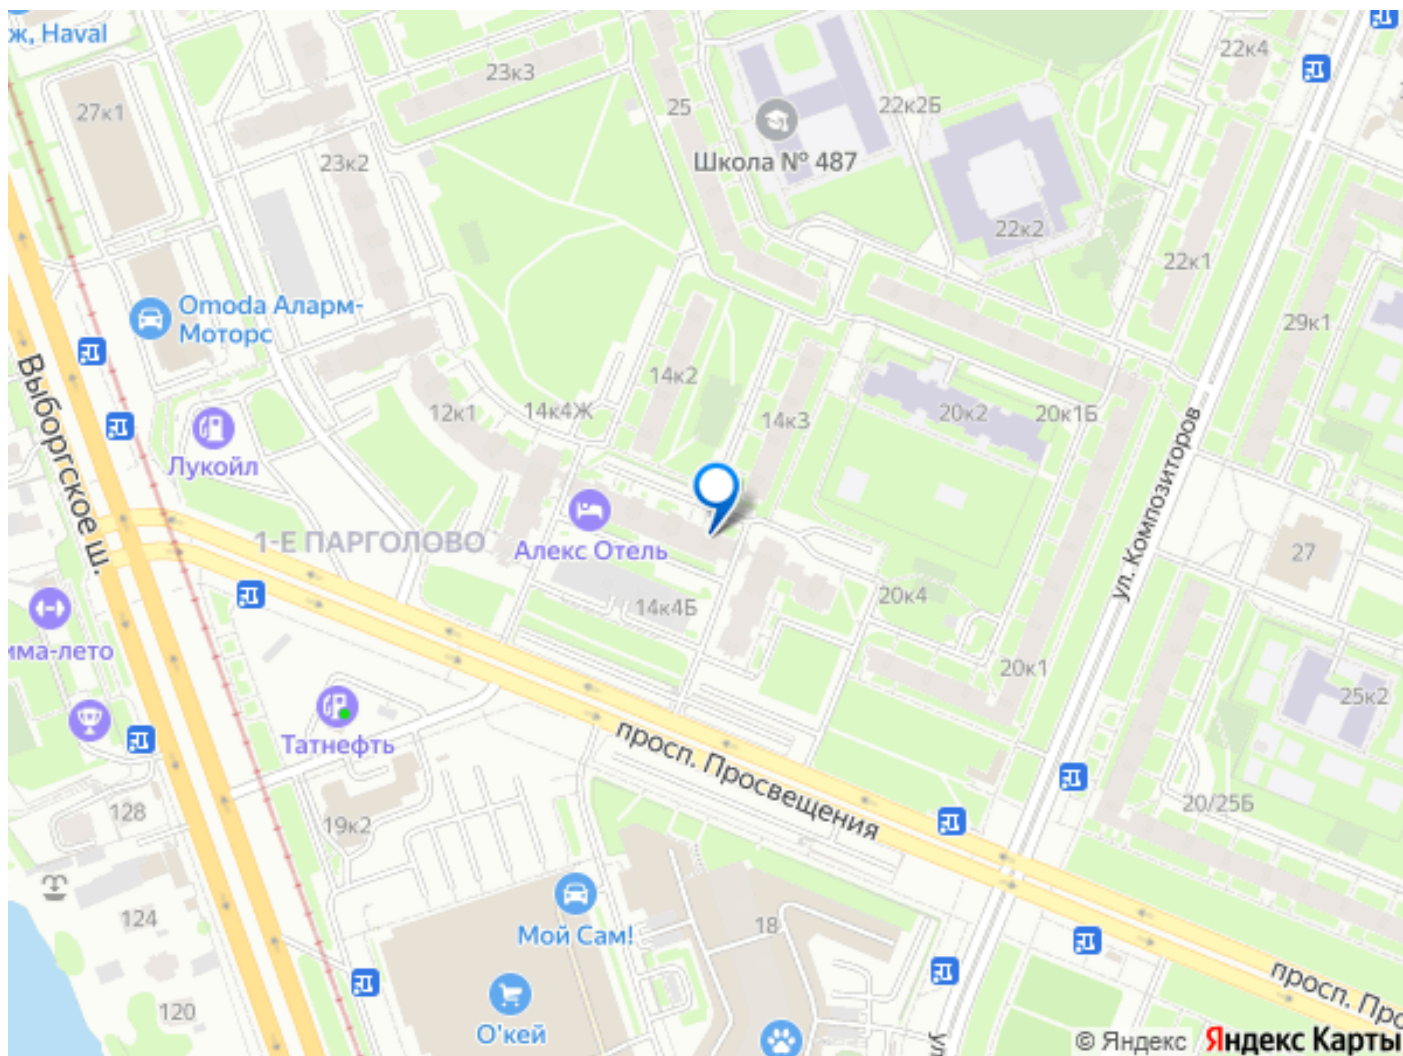 ж, Haval
27к1
23к3
23к2
25
22к2Б
22к4
Школа № 487
22к2
22к1
29к1
Omoda Аларм-
Моторс
Выборгское ш.
14к2
12к1
14к4Ж
14к3
20к2
20к1Б
ул. Композиторов
Лукойл
1-Е ПАРГОЛОВО
Алекс Отель
27
14к4Б
20к4
има-лето
20к1
25к2
Татнефть
просп. Просвещения
128
19к2
20/25Б
124
Мой Сам!
18
120
О'кей
просп. Про
ул
© Яндекс Яндекс Карты